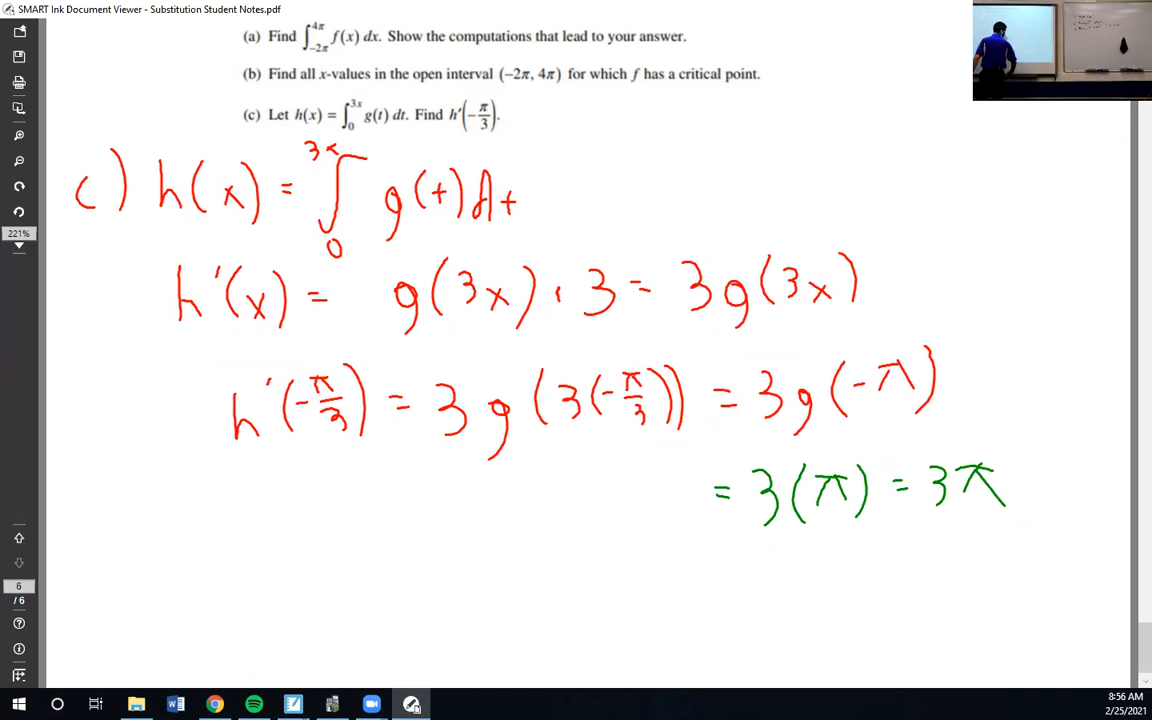 SMART Ink Document Viewer - Substitution Student Notes.pdf
(a) Find ∫_{-2π}^{4π} f(x) dx. Show the computations that lead to your answer.
(b) Find all x-values in the open interval (−2π, 4π) for which f has a critical point.
(c) Let h(x) = ∫_0^{3x} g(t) dt. Find h′(−π/3).
c) h(x) = ∫_0^{3x} g(t) dt
h'(x) = g(3x) · 3 = 3g(3x)
h'(-π/3) = 3g(3(-π/3)) = 3g(-π)
= 3(π) = 3π
221%
6
/ 6
8:56 AM
2/25/2021